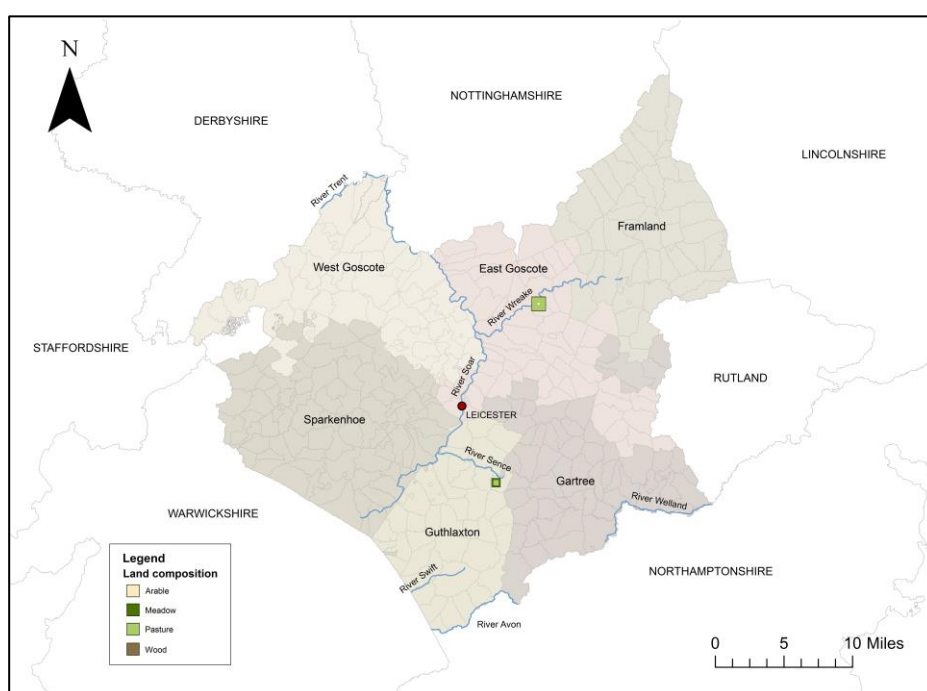 N
NOTTINGHAMSHIRE
DERBYSHIRE
LINCOLNSHIRE
River Trent
Framland
West Goscote
East Goscote
River Wreake
STAFFORDSHIRE
River Soar
RUTLAND
LEICESTER
Sparkenhoe
River Sence
Gartree
River Welland
WARWICKSHIRE
Guthlaxton
Legend
Land composition
Arable
Meadow
Pasture
Wood
River Swift
NORTHAMPTONSHIRE
River Avon
0 5 10 Miles